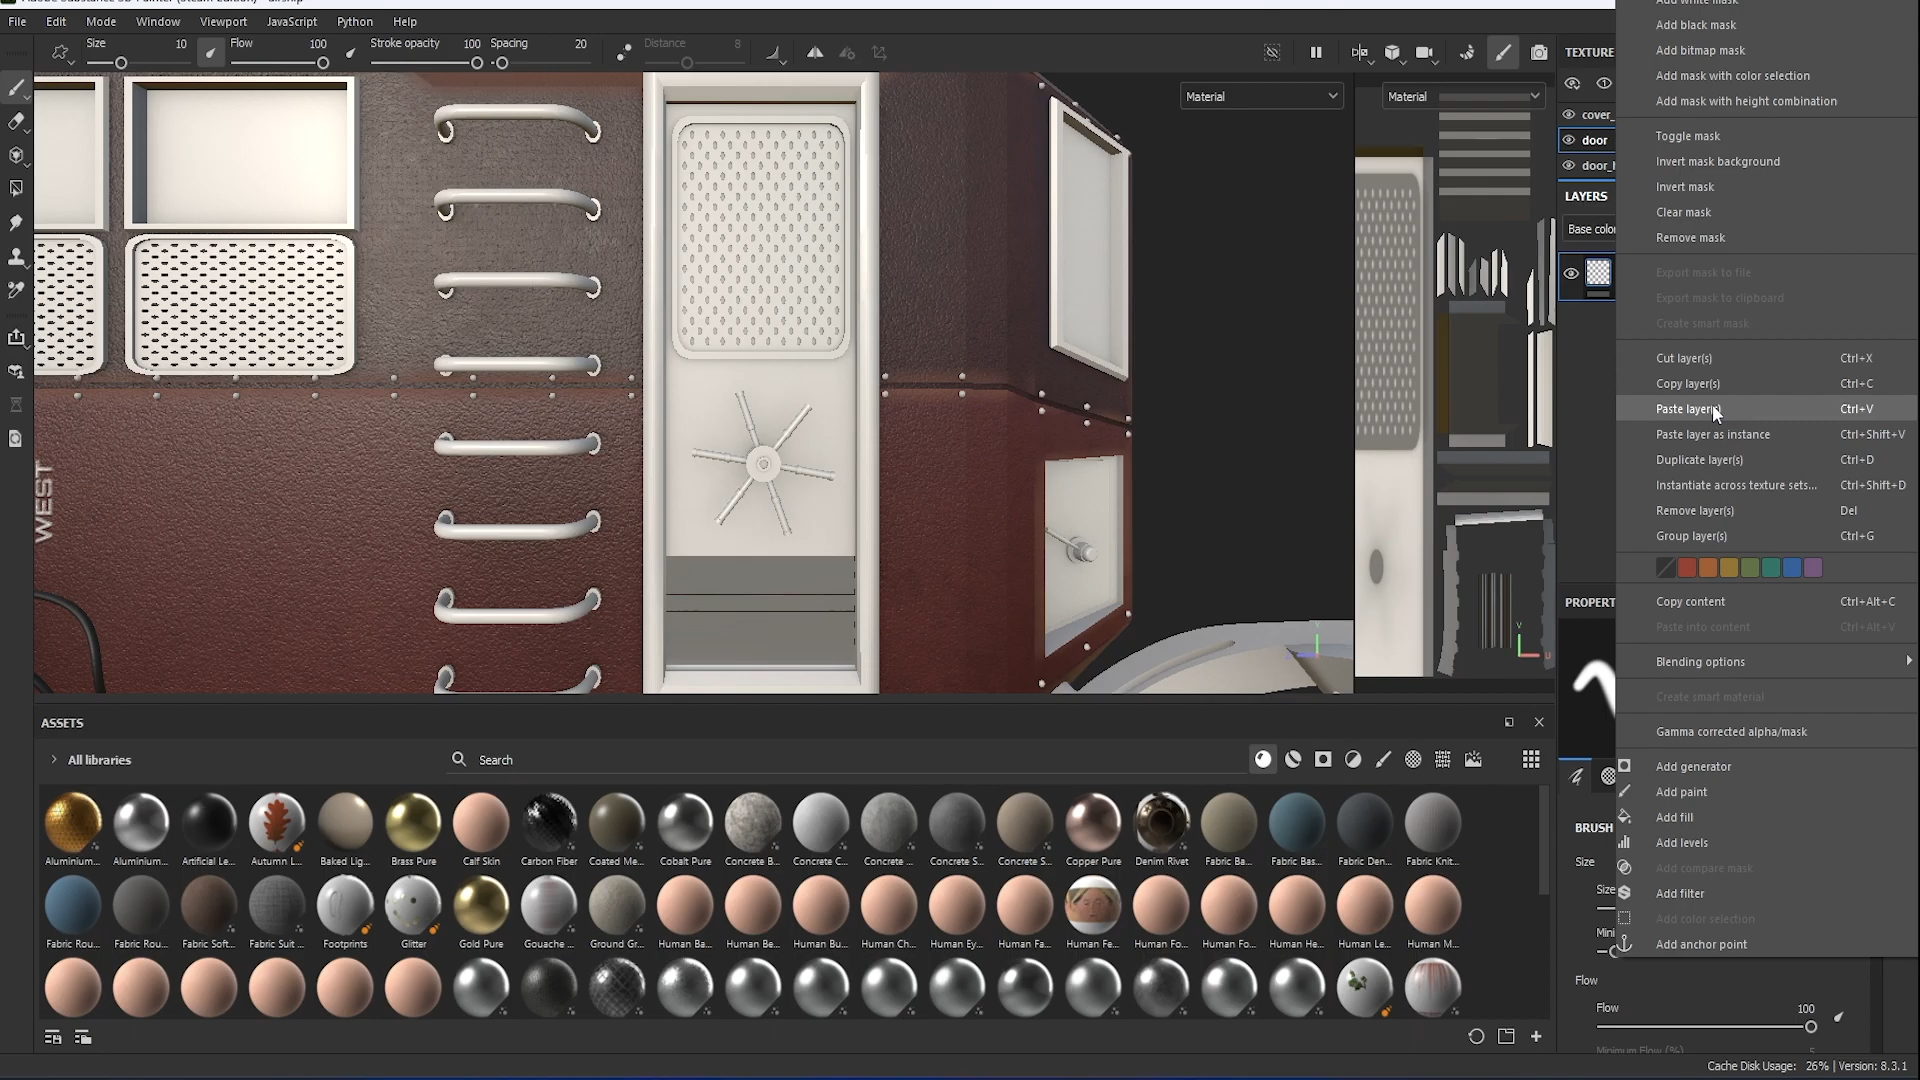 File Edit Mode Window Viewport JavaScript Python Help
Size 10 Flow 100 Stroke opacity 100 Spacing 20 Distance 8
Material
Material
TEXTURE
cover_
door
LAYERS
Base color
PROPERT
BRUSH
Size
Flow
Flow 100
WEST
Add black mask
Add bitmap mask
Add mask with color selection
Add mask with height combination
Toggle mask
Invert mask background
Invert mask
Clear mask
Remove mask
Export mask to file
Export mask to clipboard
Create smart mask
Cut layer(s) Ctrl+X
Copy layer(s) Ctrl+C
Paste layer(s) Ctrl+V
Paste layer as instance Ctrl+Shift+V
Duplicate layer(s) Ctrl+D
Instantiate across texture sets... Ctrl+Shift+D
Remove layer(s) Del
Group layer(s) Ctrl+G
Copy content Ctrl+Alt+C
Paste into content Ctrl+Alt+V
Blending options
Create smart material
Gamma corrected alpha/mask
Add generator
Add paint
Add fill
Add levels
Add compare mask
Add filter
Add color selection
Add anchor point
ASSETS
All libraries
Search
Aluminium... Aluminium... Artificial Le... Autumn L... Baked Lig... Brass Pure Calf Skin Carbon Fiber Coated Me... Cobalt Pure Concrete B... Concrete C... Concrete ... Concrete S... Concrete S... Copper Pure Denim Rivet Fabric Ba... Fabric Bas... Fabric Den... Fabric Knit...
Fabric Rou... Fabric Rou... Fabric Soft... Fabric Suit ... Footprints Glitter Gold Pure Gouache ... Ground Gr... Human Ba... Human Be... Human Bu... Human Ch... Human Ey... Human Fa... Human Fe... Human Fo... Human Fo... Human He... Human Le... Human M...
Cache Disk Usage: 26% | Version: 8.3.1